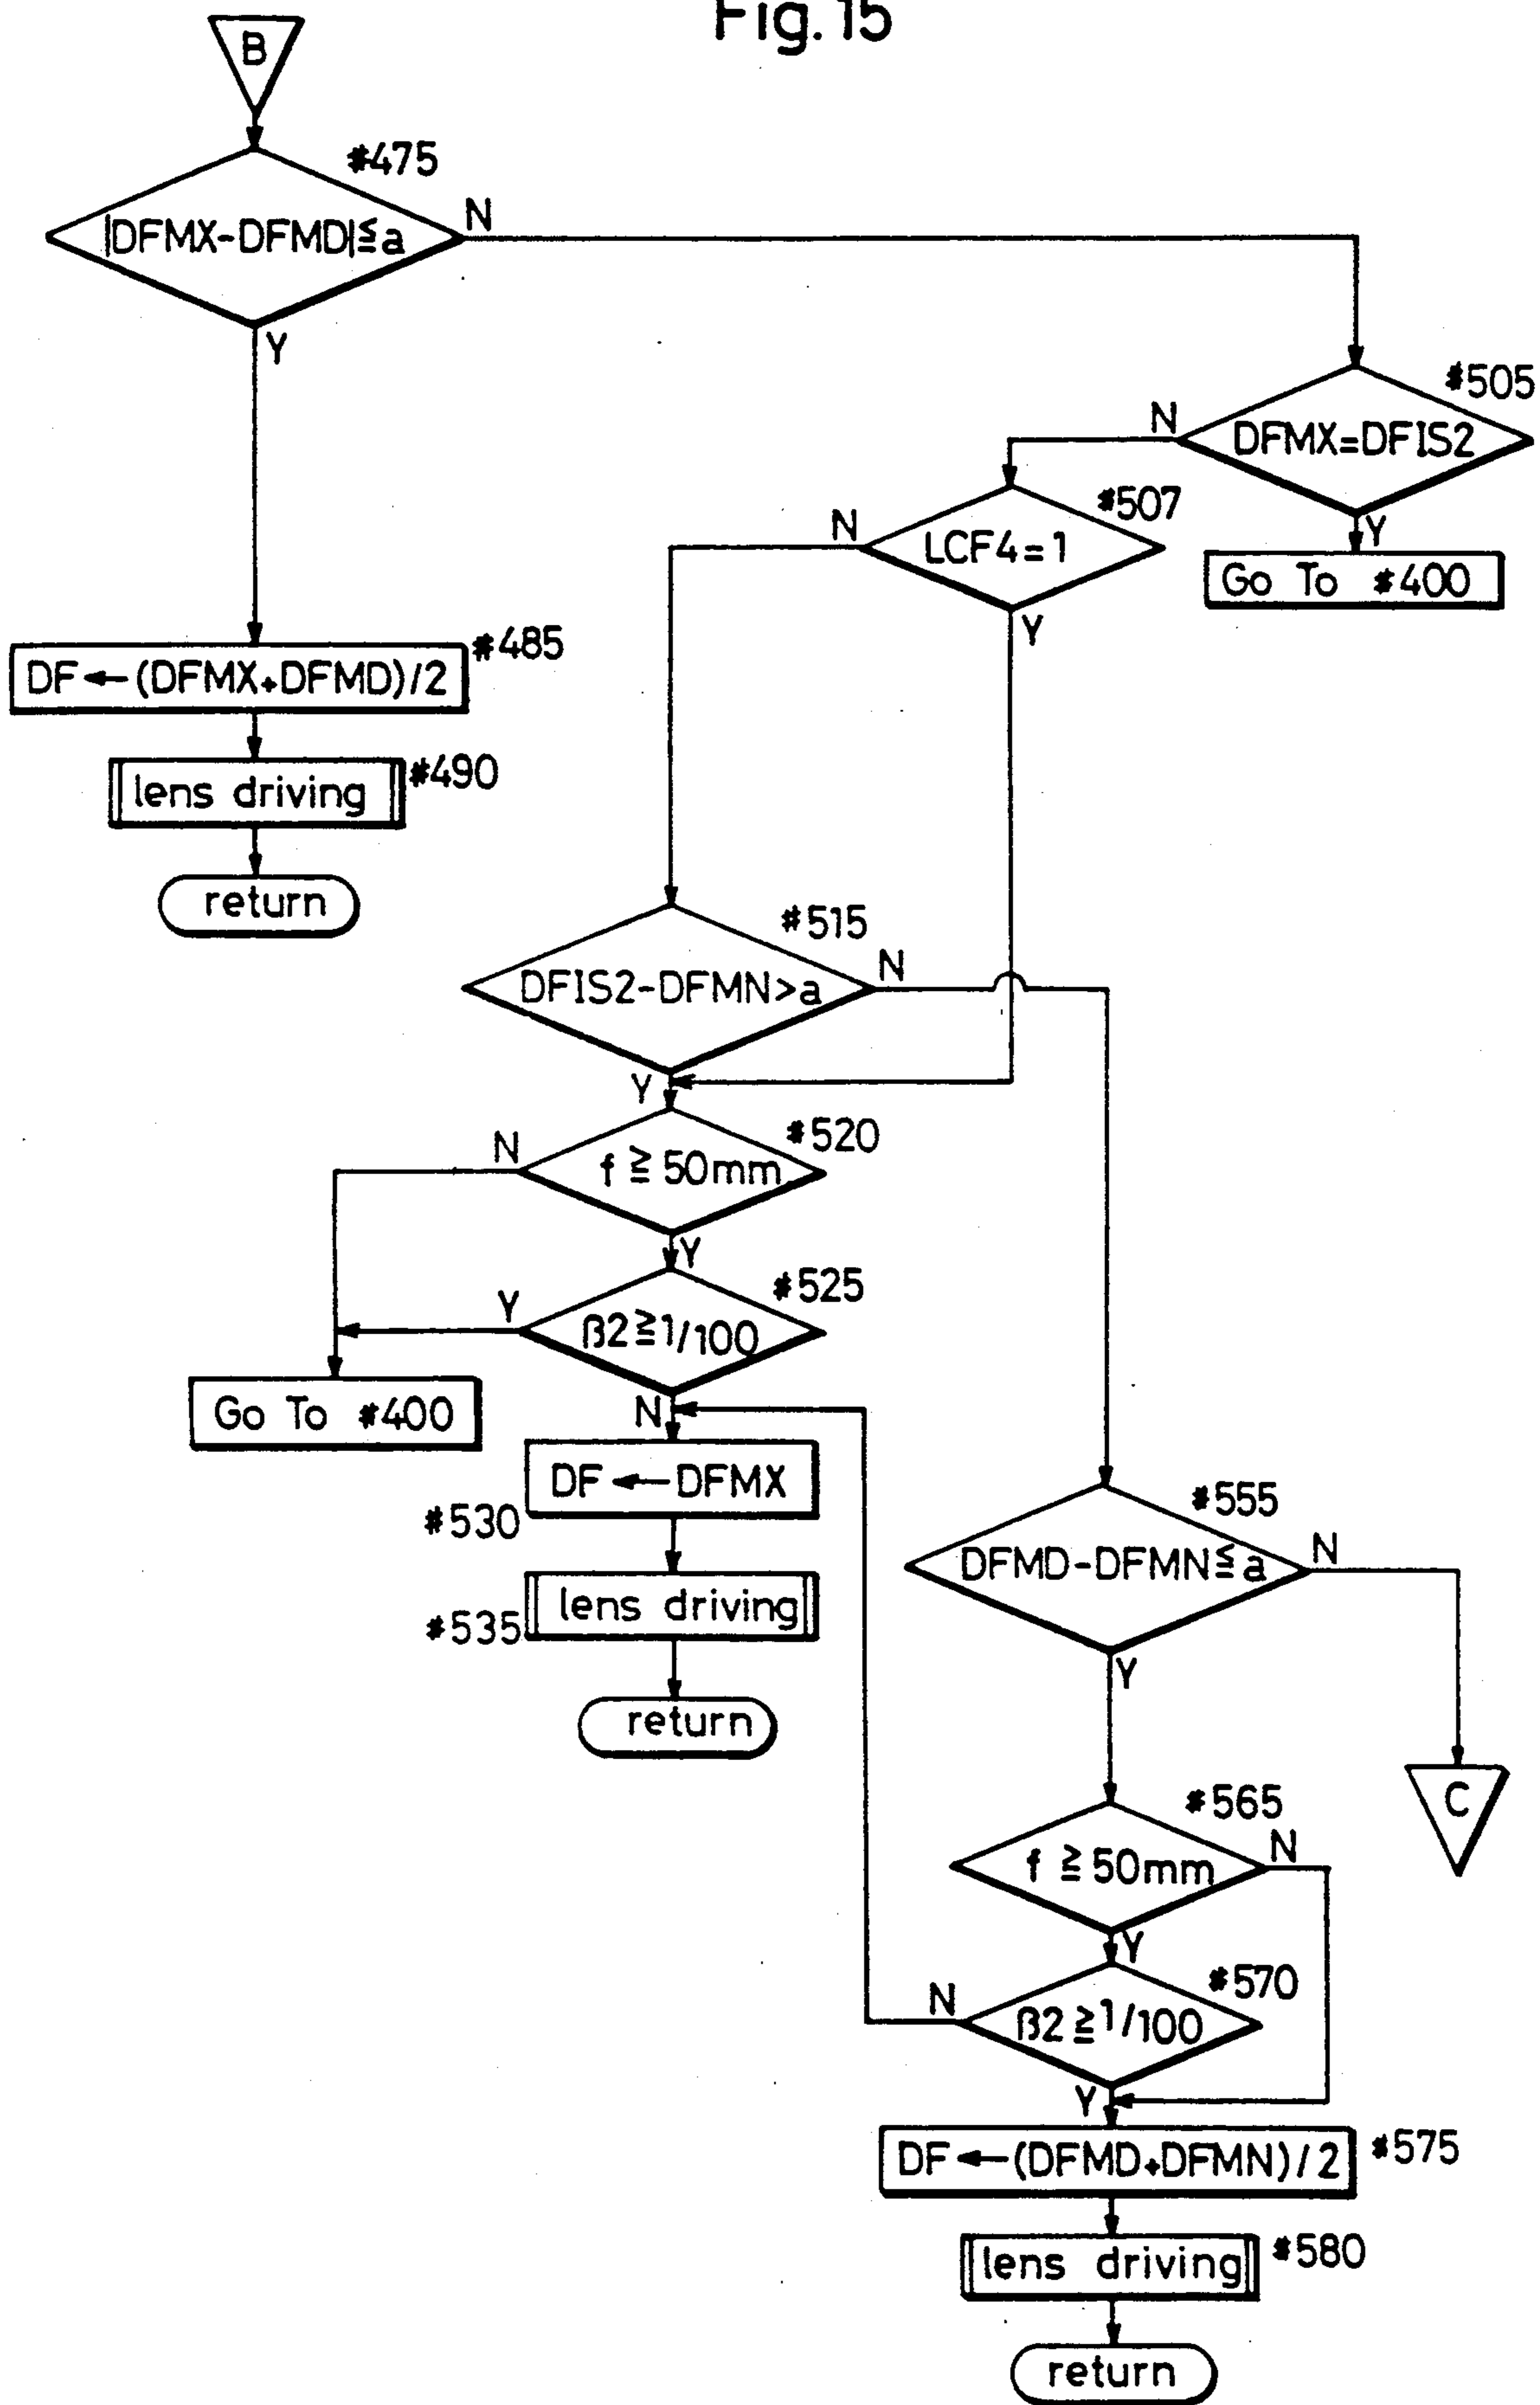 Fig. 15
B
#475
|DFMX-DFMD|≦a
N
Y
#505
DFMX=DFIS2
N
Y
Go To #400
#507
LCF4=1
N
Y
#485
DF←(DFMX+DFMD)/2
#490
lens driving
return
#515
DFIS2-DFMN>a
N
Y
#520
f ≧ 50mm
N
Y
#525
β2≧1/100
Y
N
Go To #400
DF←DFMX
#530
lens driving
#535
return
#555
DFMD-DFMN≦a
N
Y
C
#565
f ≧ 50mm
N
Y
#570
β2≧1/100
N
Y
DF←(DFMD+DFMN)/2
#575
lens driving
#580
return